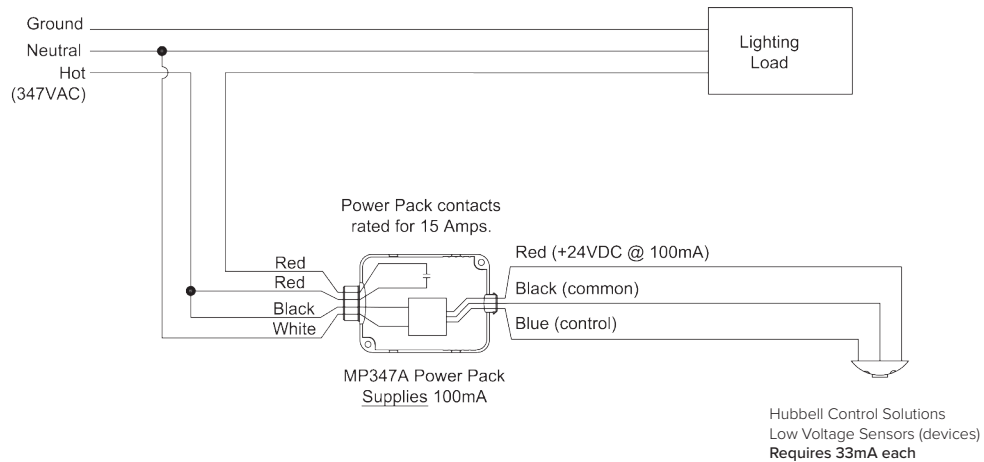 Ground
Neutral
Hot
(347VAC)
Lighting
Load
Power Pack contacts
rated for 15 Amps.
Red
Red
Black
White
Red (+24VDC @ 100mA)
Black (common)
Blue (control)
MP347A Power Pack
Supplies 100mA
Hubbell Control Solutions
Low Voltage Sensors (devices)
Requires 33mA each